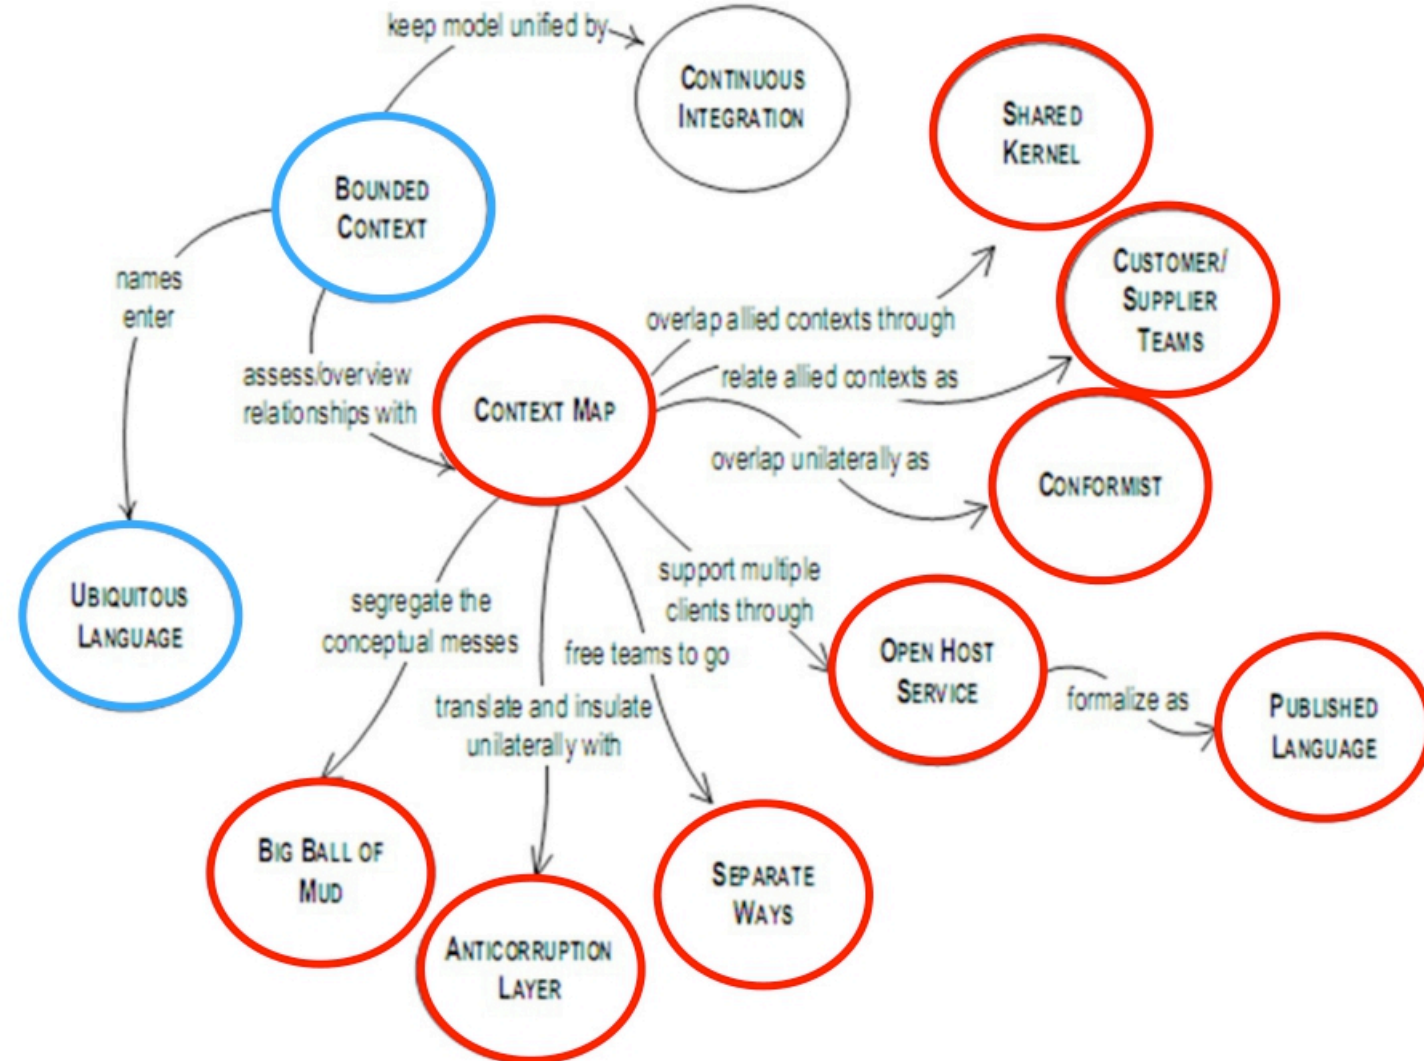 keep model unified by
CONTINUOUS
INTEGRATION
SHARED
KERNEL
BOUNDED
CONTEXT
names
enter
CUSTOMER/
SUPPLIER
TEAMS
overlap allied contexts through
assess/overview
relationships with
relate allied contexts as
CONTEXT MAP
overlap unilaterally as
CONFORMIST
UBIQUITOUS
LANGUAGE
segregate the
conceptual messes
support multiple
clients through
free teams to go
translate and insulate
unilaterally with
OPEN HOST
SERVICE
formalize as
PUBLISHED
LANGUAGE
BIG BALL OF
MUD
SEPARATE
WAYS
ANTICORRUPTION
LAYER